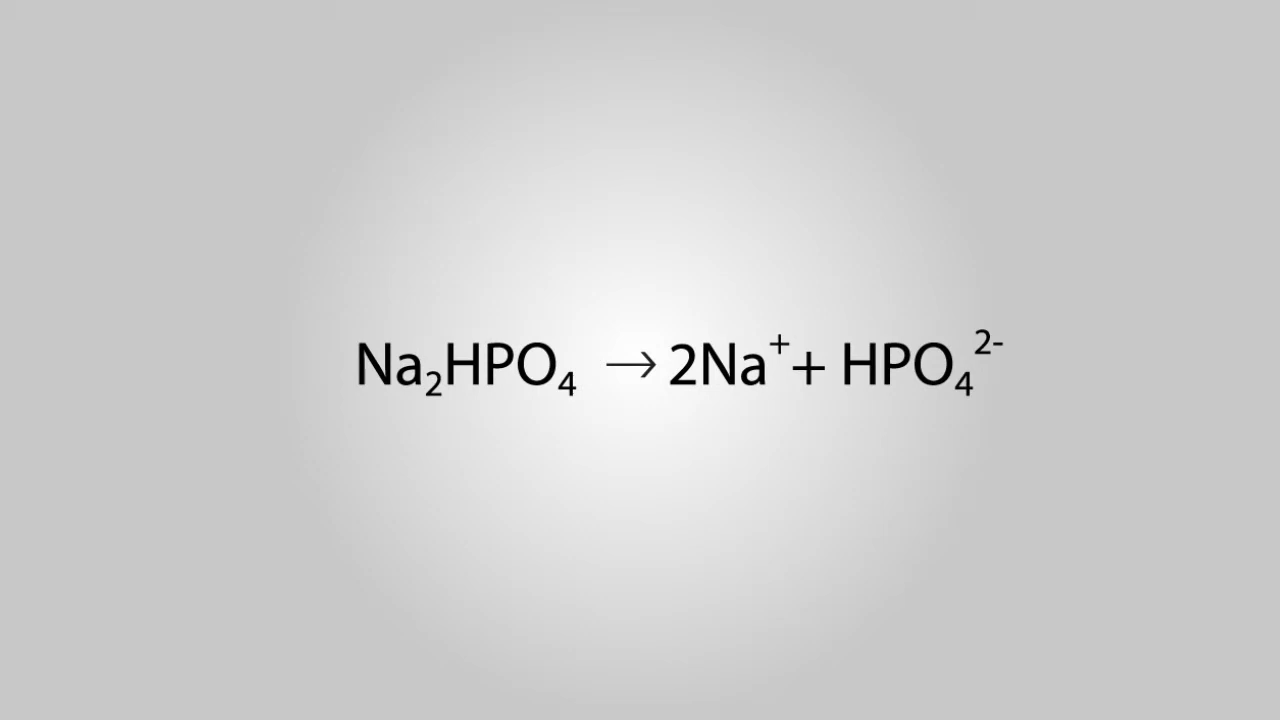 Na₂HPO₄ → 2Na⁺ + HPO₄²⁻